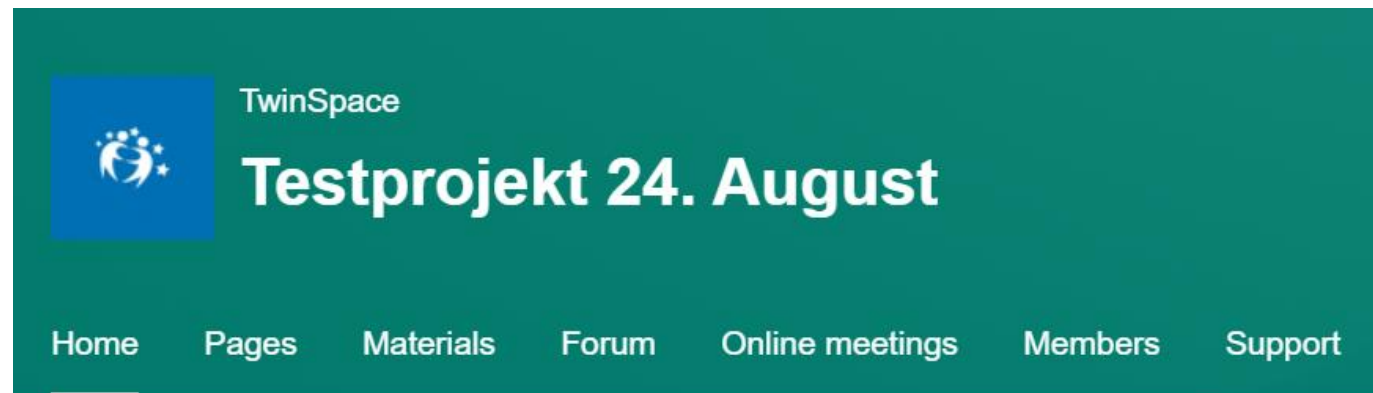 TwinSpace
Testprojekt 24. August
Home Pages Materials Forum Online meetings Members Support